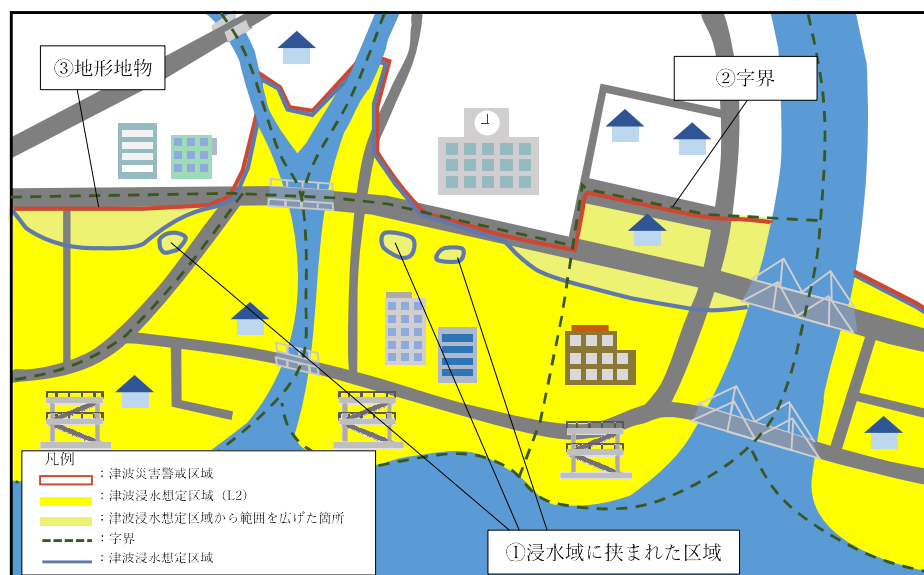 ③地形地物
②字界
凡例
：津波災害警戒区域
：津波浸水想定区域（L2）
：津波浸水想定区域から範囲を広げた箇所
：字界
：津波浸水想定区域
①浸水域に挟まれた区域